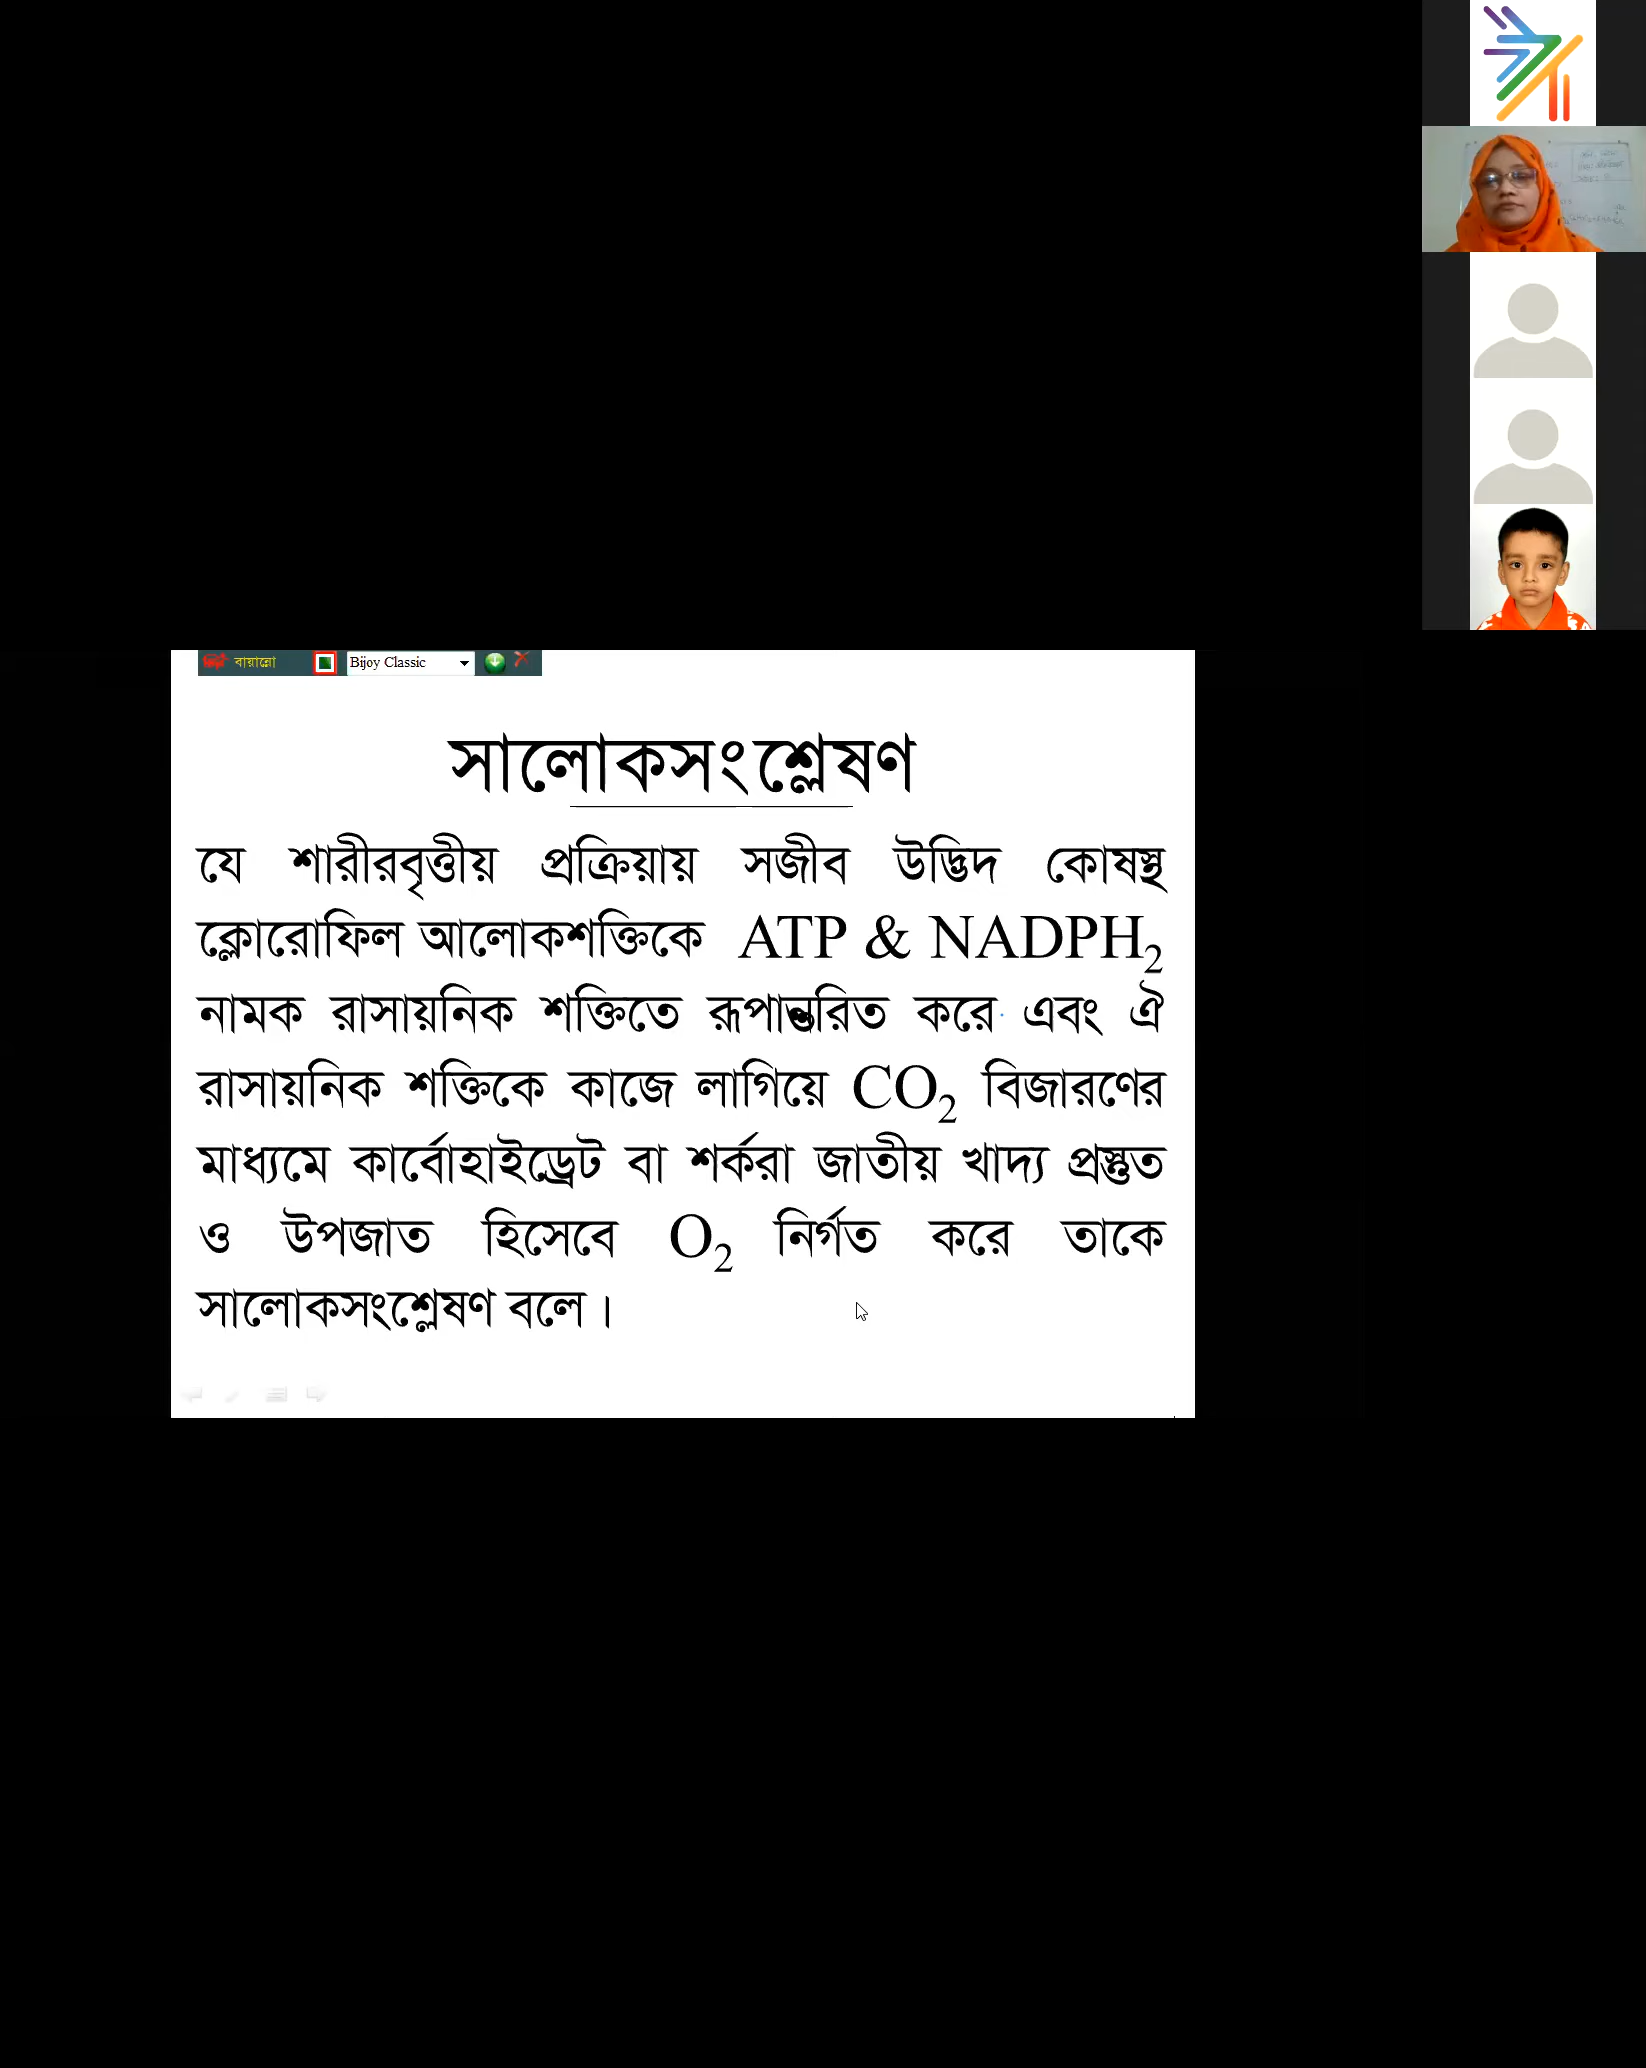 বায়ান্নো Bijoy Classic
সালোকসংশ্লেষণ
যে শারীরবৃত্তীয় প্রক্রিয়ায় সজীব উদ্ভিদ কোষস্থ
ক্লোরোফিল আলোকশক্তিকে ATP & NADPH₂
নামক রাসায়নিক শক্তিতে রূপান্তরিত করে এবং ঐ
রাসায়নিক শক্তিকে কাজে লাগিয়ে CO₂ বিজারণের
মাধ্যমে কার্বোহাইড্রেট বা শর্করা জাতীয় খাদ্য প্রস্তুত
ও উপজাত হিসেবে O₂ নির্গত করে তাকে
সালোকসংশ্লেষণ বলে।